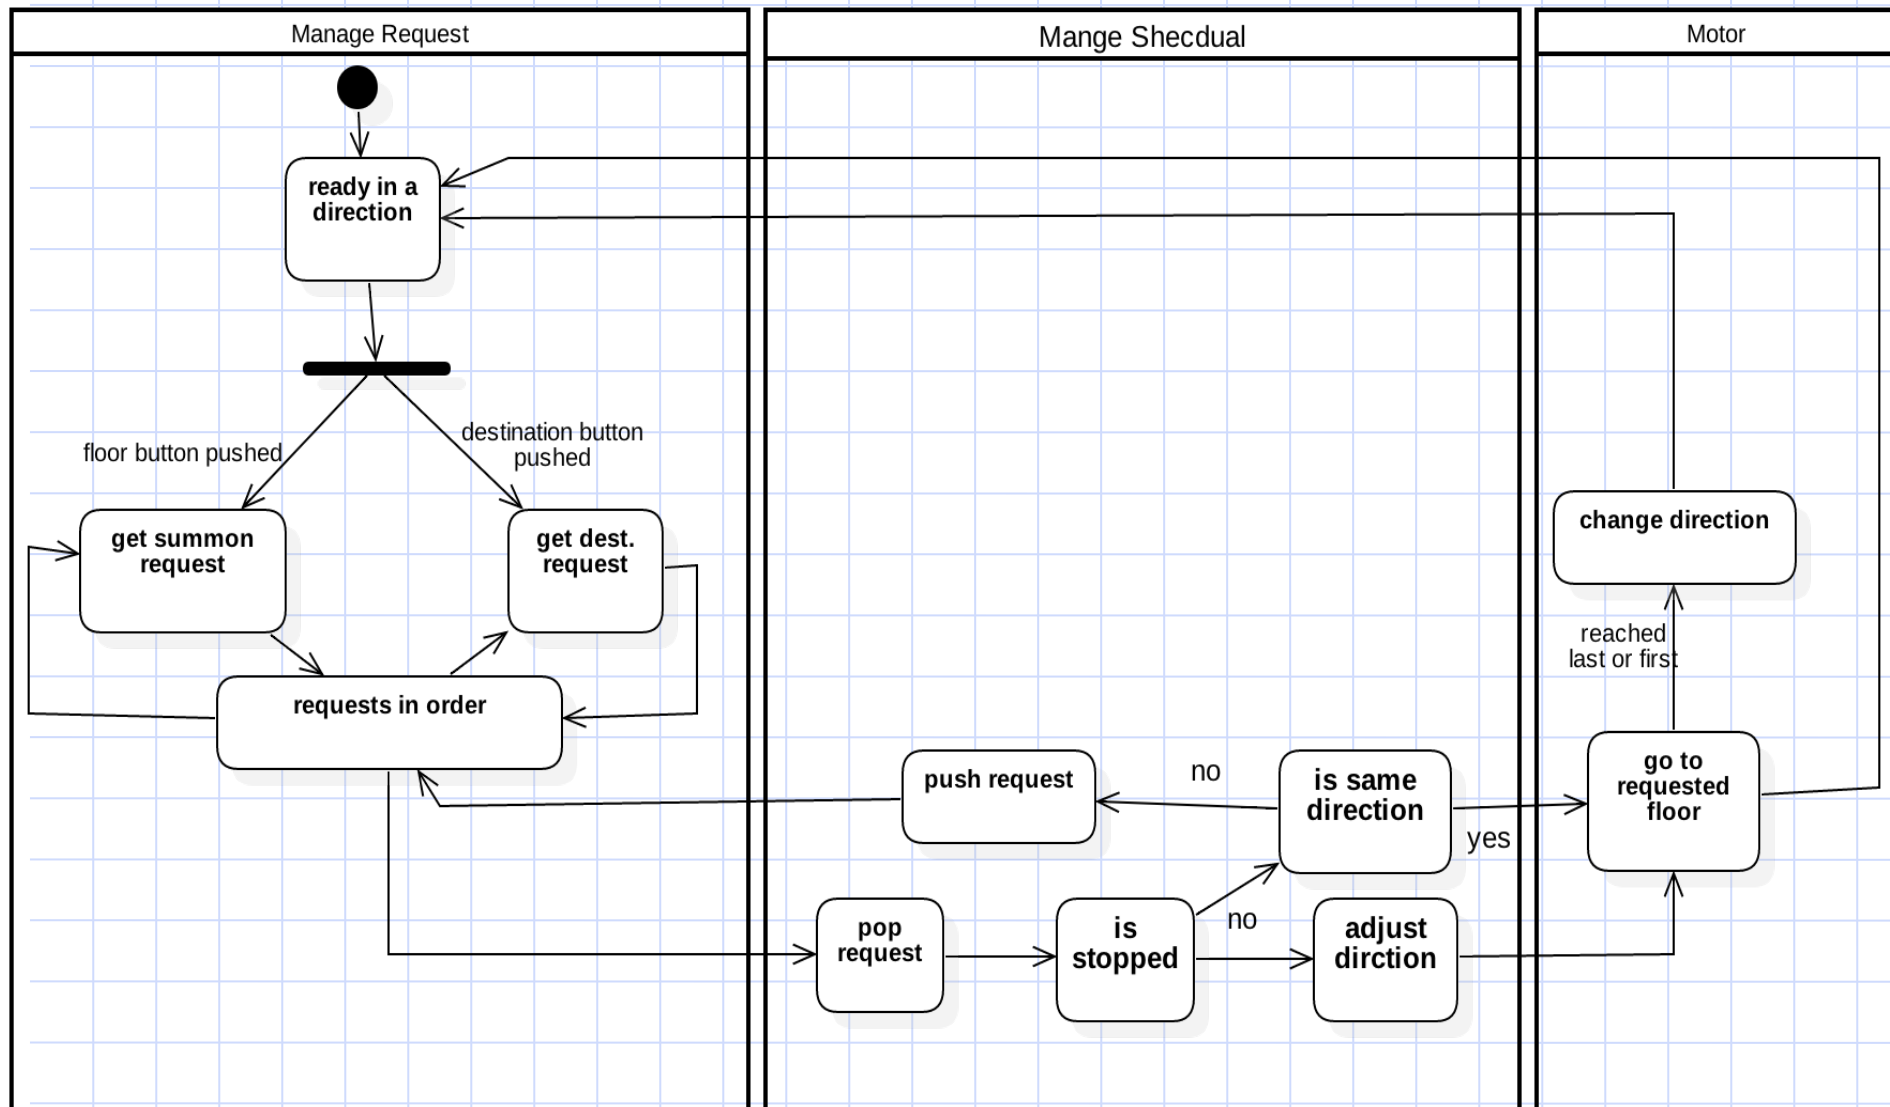 Manage Request
Mange Shecdual
Motor
ready in a
direction
floor button pushed
destination button
pushed
get summon
request
get dest.
request
requests in order
push request
no
is same
direction
yes
pop
request
is
stopped
no
adjust
dirction
change direction
reached
last or first
go to
requested
floor